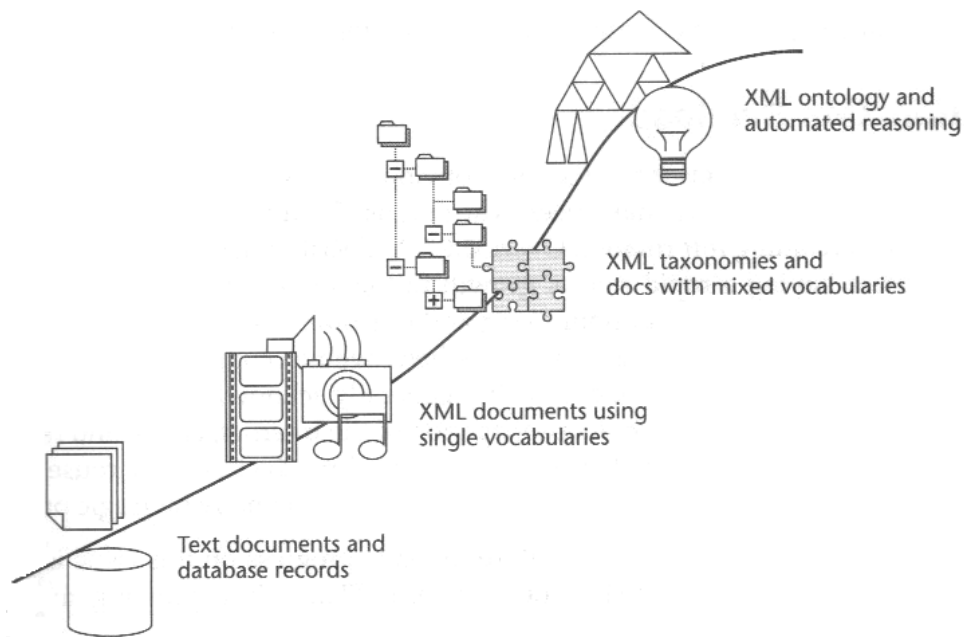 XML ontology and
automated reasoning
XML taxonomies and
docs with mixed vocabularies
XML documents using
single vocabularies
Text documents and
database records